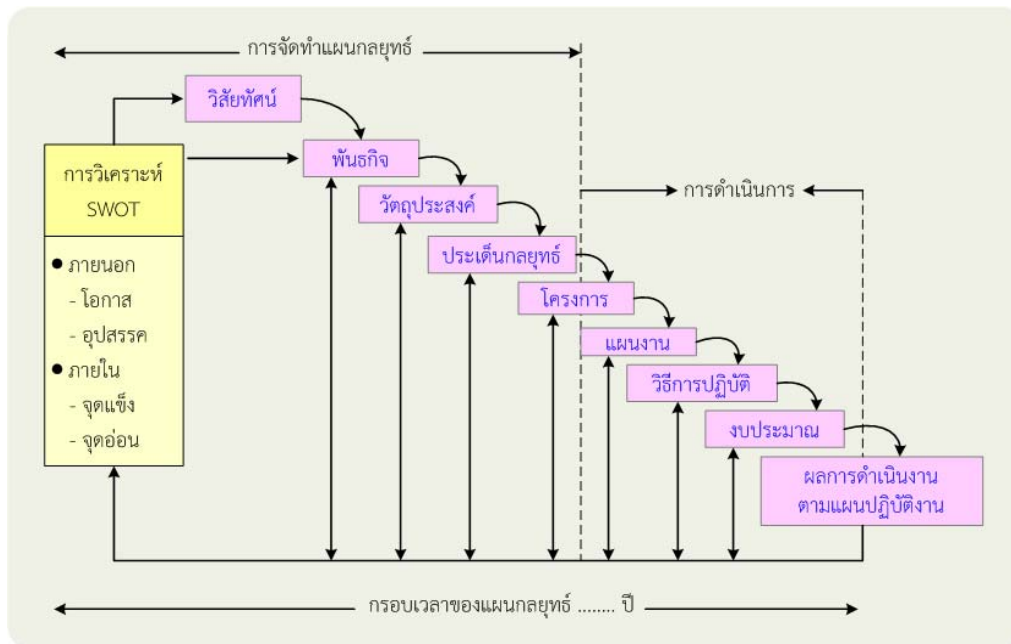 การจัดทำแผนกลยุทธ์
วิสัยทัศน์
พันธกิจ
การวิเคราะห์
SWOT
การดำเนินการ
วัตถุประสงค์
ประเด็นกลยุทธ์
● ภายนอก
- โอกาส
- อุปสรรค
● ภายใน
- จุดแข็ง
- จุดอ่อน
โครงการ
แผนงาน
วิธีการปฏิบัติ
งบประมาณ
ผลการดำเนินงาน
ตามแผนปฏิบัติงาน
กรอบเวลาของแผนกลยุทธ์ ........ ปี